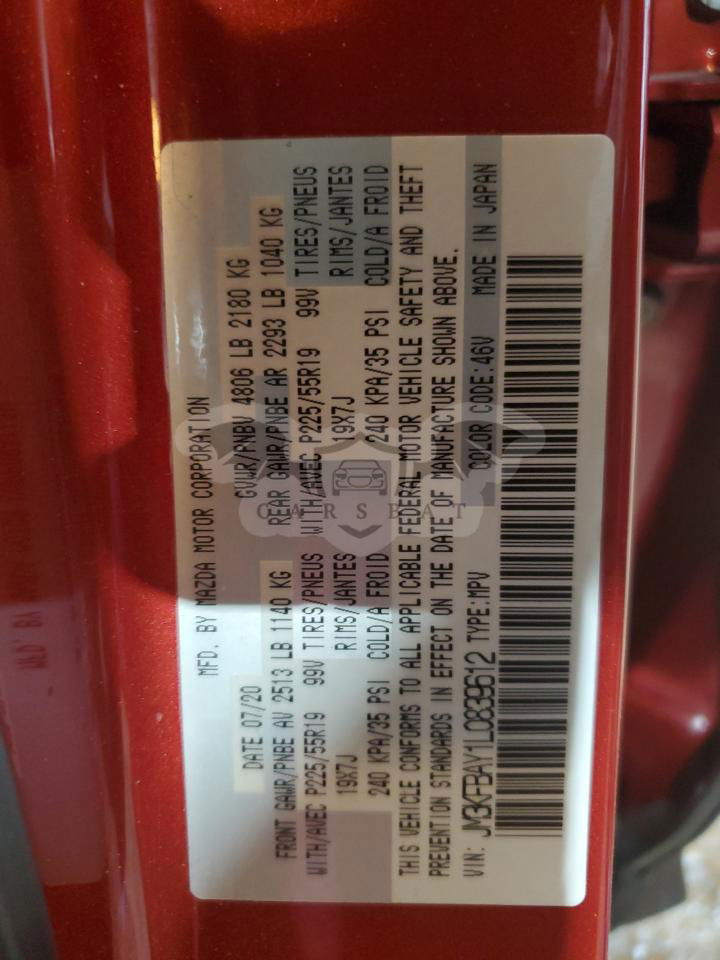 MFD. BY MAZDA MOTOR CORPORATION
DATE 07/20 GVWR/PNBV 4806 LB 2180 KG
FRONT GAWR/PNBE AV 2513 LB 1140 KG REAR GAWR/PNBE AR 2293 LB 1040 KG
WITH/AVEC P225/55R19 99V TIRES/PNEUS WITH/AVEC P225/55R19 99V TIRES/PNEUS
19X7J RIMS/JANTES 19X7J RIMS/JANTES
240 KPA/35 PSI COLD/A FROID 240 KPA/35 PSI COLD/A FROID
THIS VEHICLE CONFORMS TO ALL APPLICABLE FEDERAL MOTOR VEHICLE SAFETY AND THEFT
PREVENTION STANDARDS IN EFFECT ON THE DATE OF MANUFACTURE SHOWN ABOVE.
VIN: JM3KFBAY1L0839612 TYPE:MPV COLOR CODE:46V MADE IN JAPAN
CARSBAT